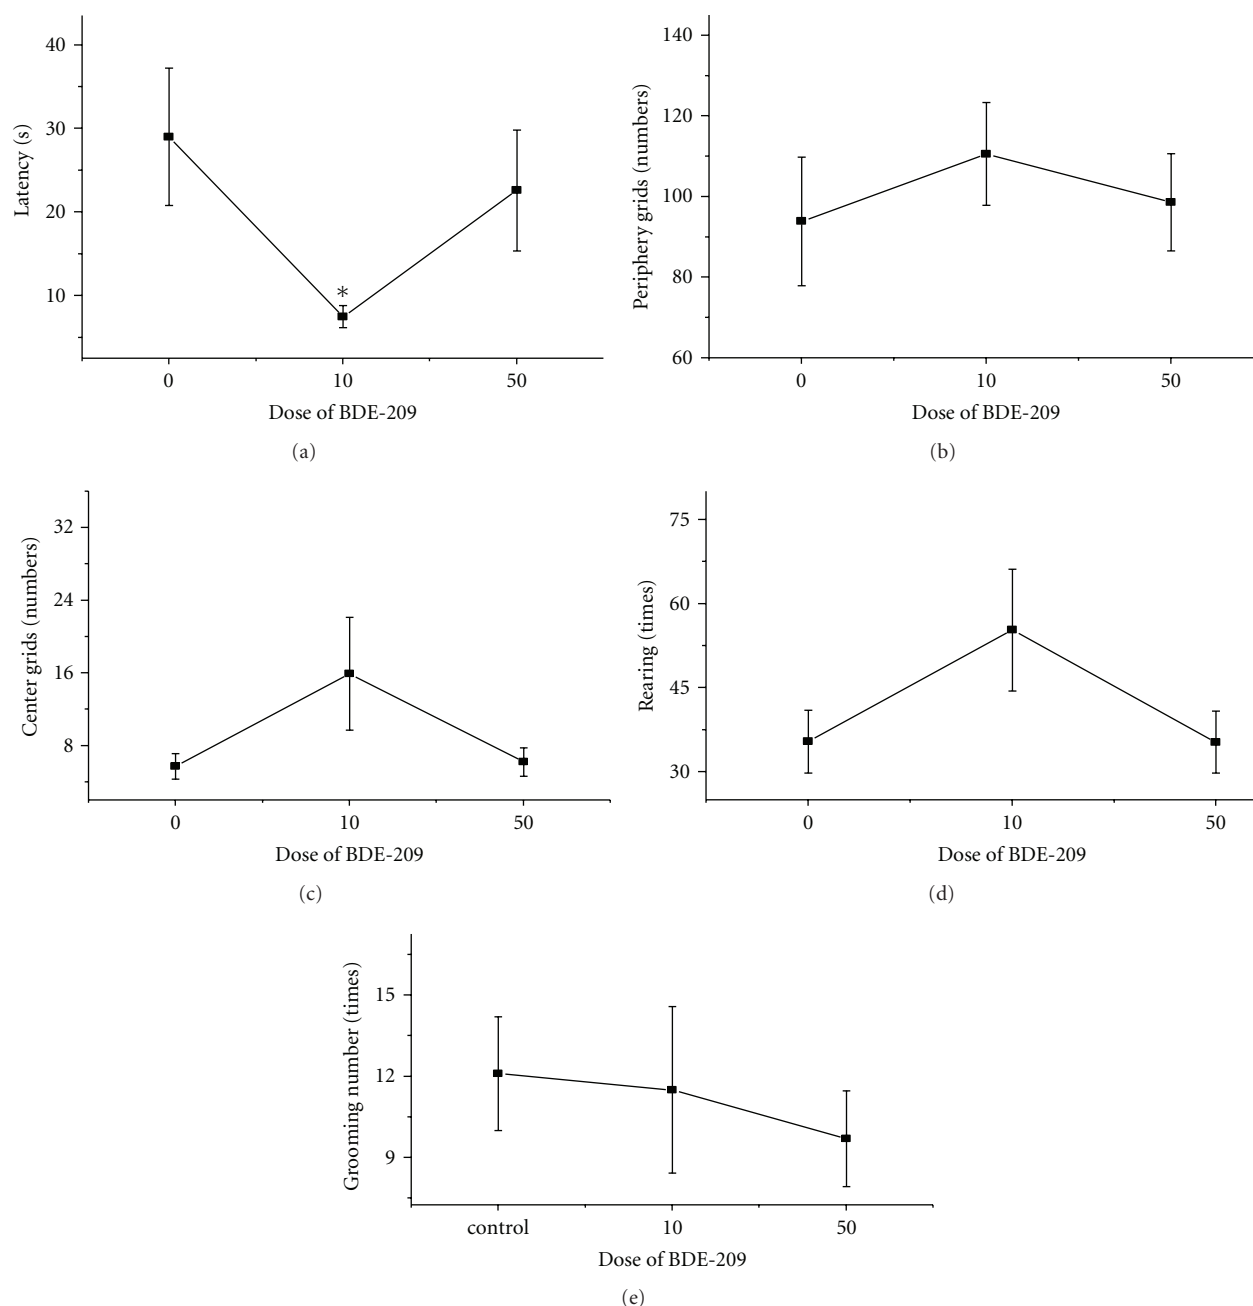 40
30
20
10
Latency (s)
*
0 10 50
Dose of BDE-209
(a)
140
120
100
80
60
Periphery grids (numbers)
0 10 50
Dose of BDE-209
(b)
32
24
16
8
Center grids (numbers)
0 10 50
Dose of BDE-209
(c)
75
60
45
30
Rearing (times)
0 10 50
Dose of BDE-209
(d)
15
12
9
Grooming number (times)
control 10 50
Dose of BDE-209
(e)